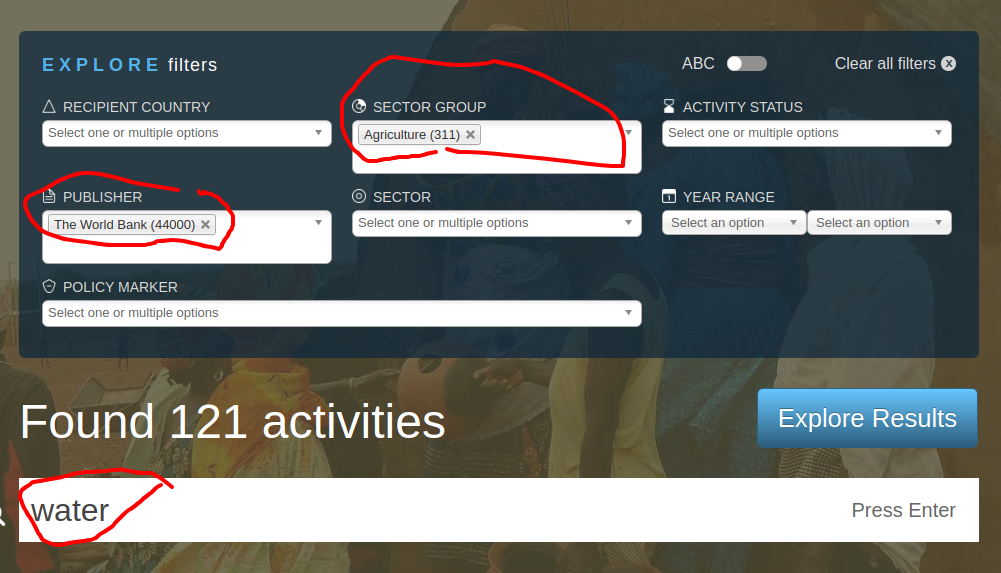 EXPLORE filters
ABC
Clear all filters x
RECIPIENT COUNTRY
Select one or multiple options
SECTOR GROUP
Agriculture (311) ×
ACTIVITY STATUS
Select one or multiple options
PUBLISHER
The World Bank (44000) ×
SECTOR
Select one or multiple options
YEAR RANGE
Select an option
Select an option
POLICY MARKER
Select one or multiple options
Found 121 activities
Explore Results
water
Press Enter